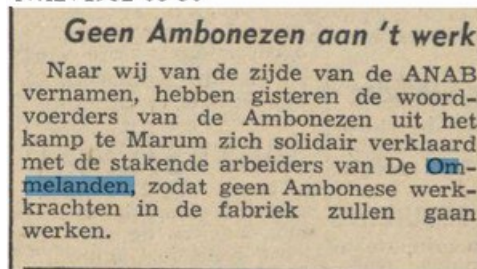 Geen Ambonezen aan 't werk
Naar wij van de zijde van de ANAB
vernamen, hebben gisteren de woord-
voerders van de Ambonezen uit het
kamp te Marum zich solidair verklaard
met de stakende arbeiders van De Om-
melanden, zodat geen Ambonese werk-
krachten in de fabriek zullen gaan
werken.